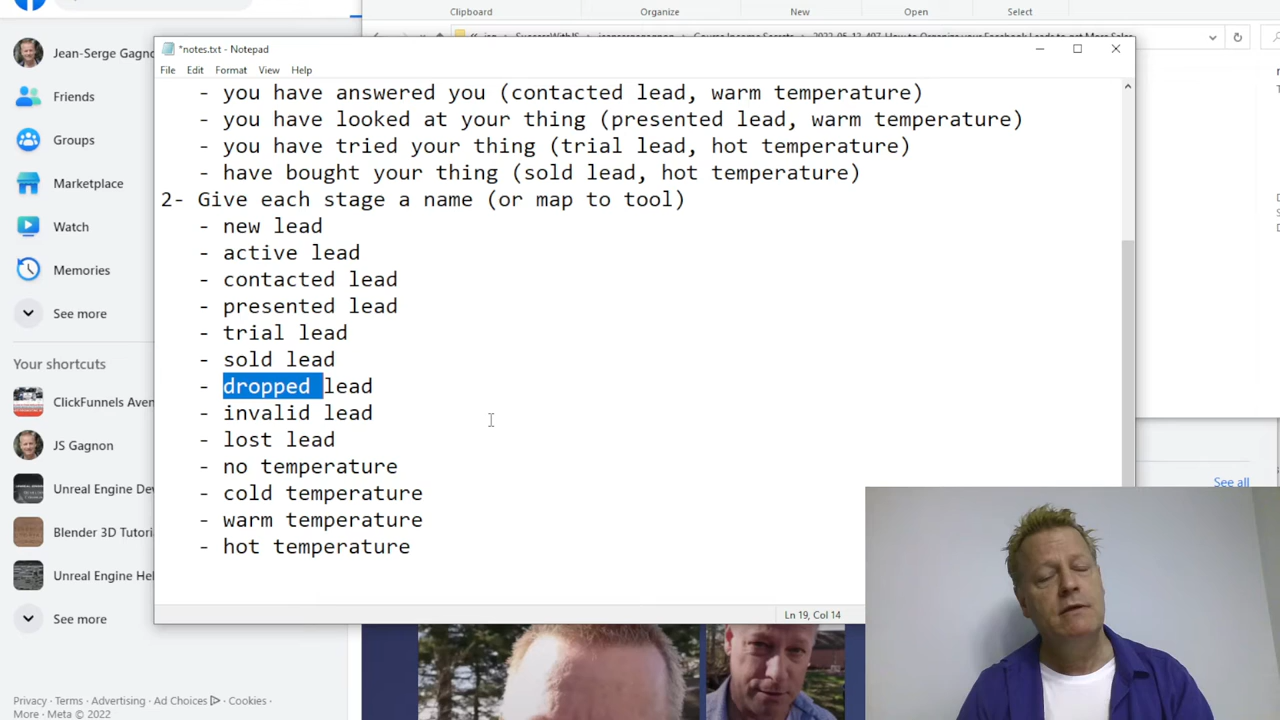 Clipboard
Organize
New
Open
Select
Jean-Serge Gagno
Friends
Groups
Marketplace
Watch
Memories
See more
Your shortcuts
ClickFunnels Aven
JS Gagnon
Unreal Engine Dev
Blender 3D Tutori
Unreal Engine Hel
See more
Privacy · Terms · Advertising · Ad Choices · Cookies ·
More · Meta © 2022
*notes.txt - Notepad
File Edit Format View Help
- you have answered you (contacted lead, warm temperature)
- you have looked at your thing (presented lead, warm temperature)
- you have tried your thing (trial lead, hot temperature)
- have bought your thing (sold lead, hot temperature)
2- Give each stage a name (or map to tool)
- new lead
- active lead
- contacted lead
- presented lead
- trial lead
- sold lead
- dropped lead
- invalid lead
- lost lead
- no temperature
- cold temperature
- warm temperature
- hot temperature
Ln 19, Col 14
See all